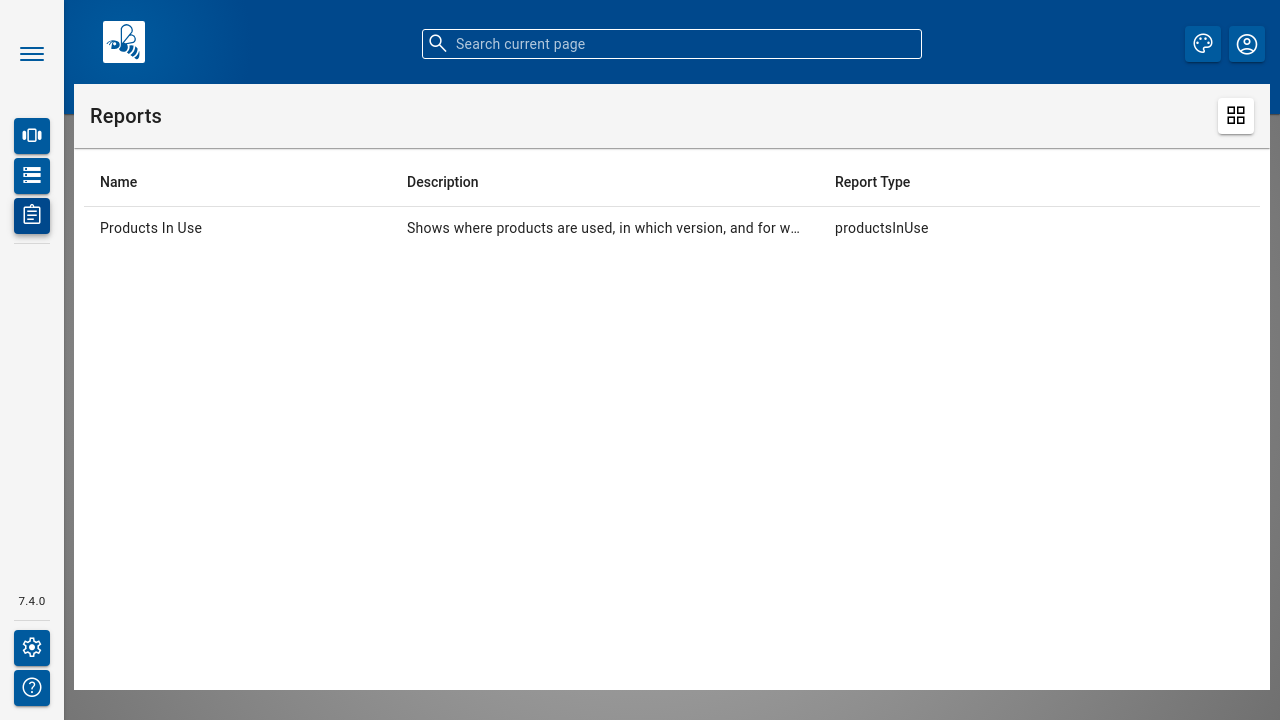 Search current page
Reports
Name Description Report Type
Products In Use Shows where products are used, in which version, and for w... productsInUse
7.4.0